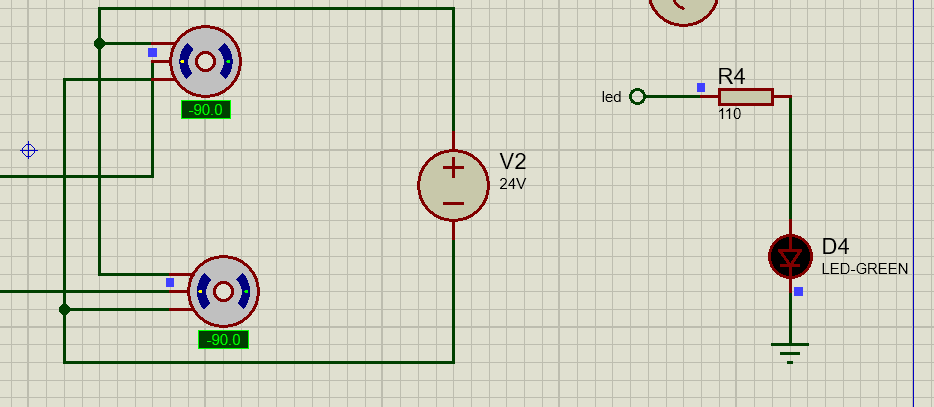 -90.0
V2
24V
-90.0
led
R4
110
D4
LED-GREEN